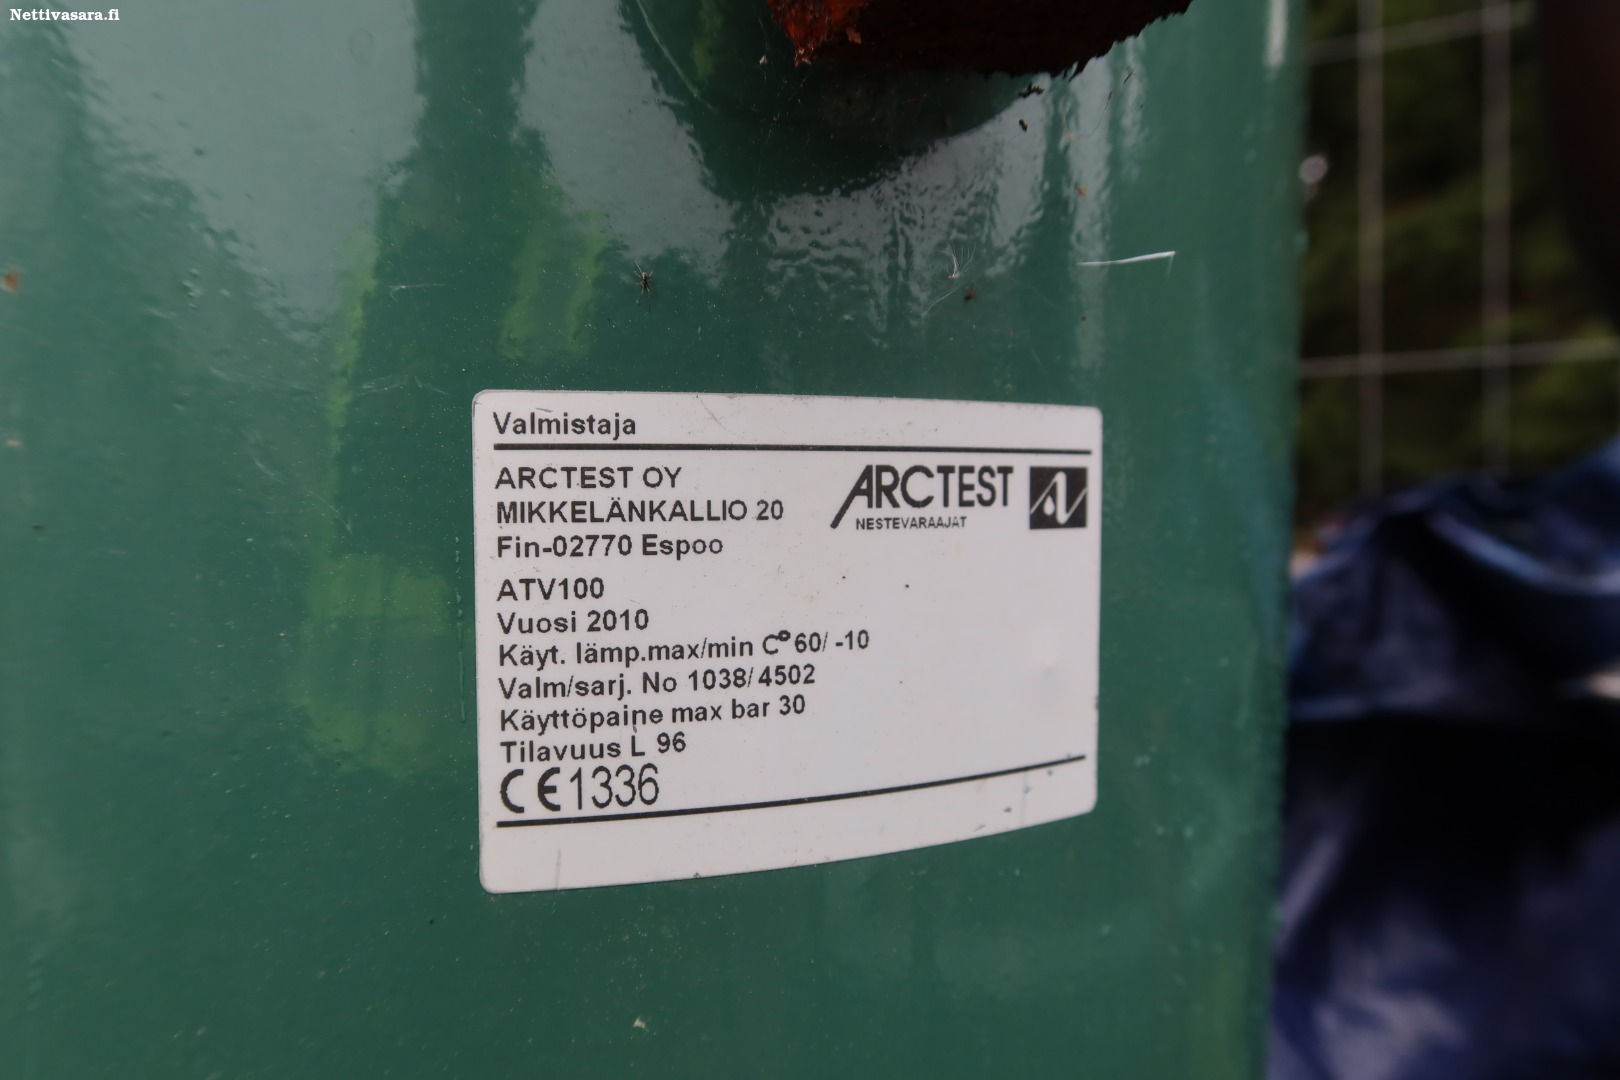 Nettivasara.fi
Valmistaja
ARCTEST OY
MIKKELÄNKALLIO 20
Fin-02770 Espoo
ARCTEST
NESTEVARAAJAT
ATV100
Vuosi 2010
Käyt. lämp.max/min C° 60/ -10
Valm/sarj. No 1038/4502
Käyttöpaine max bar 30
Tilavuus L 96
CE1336